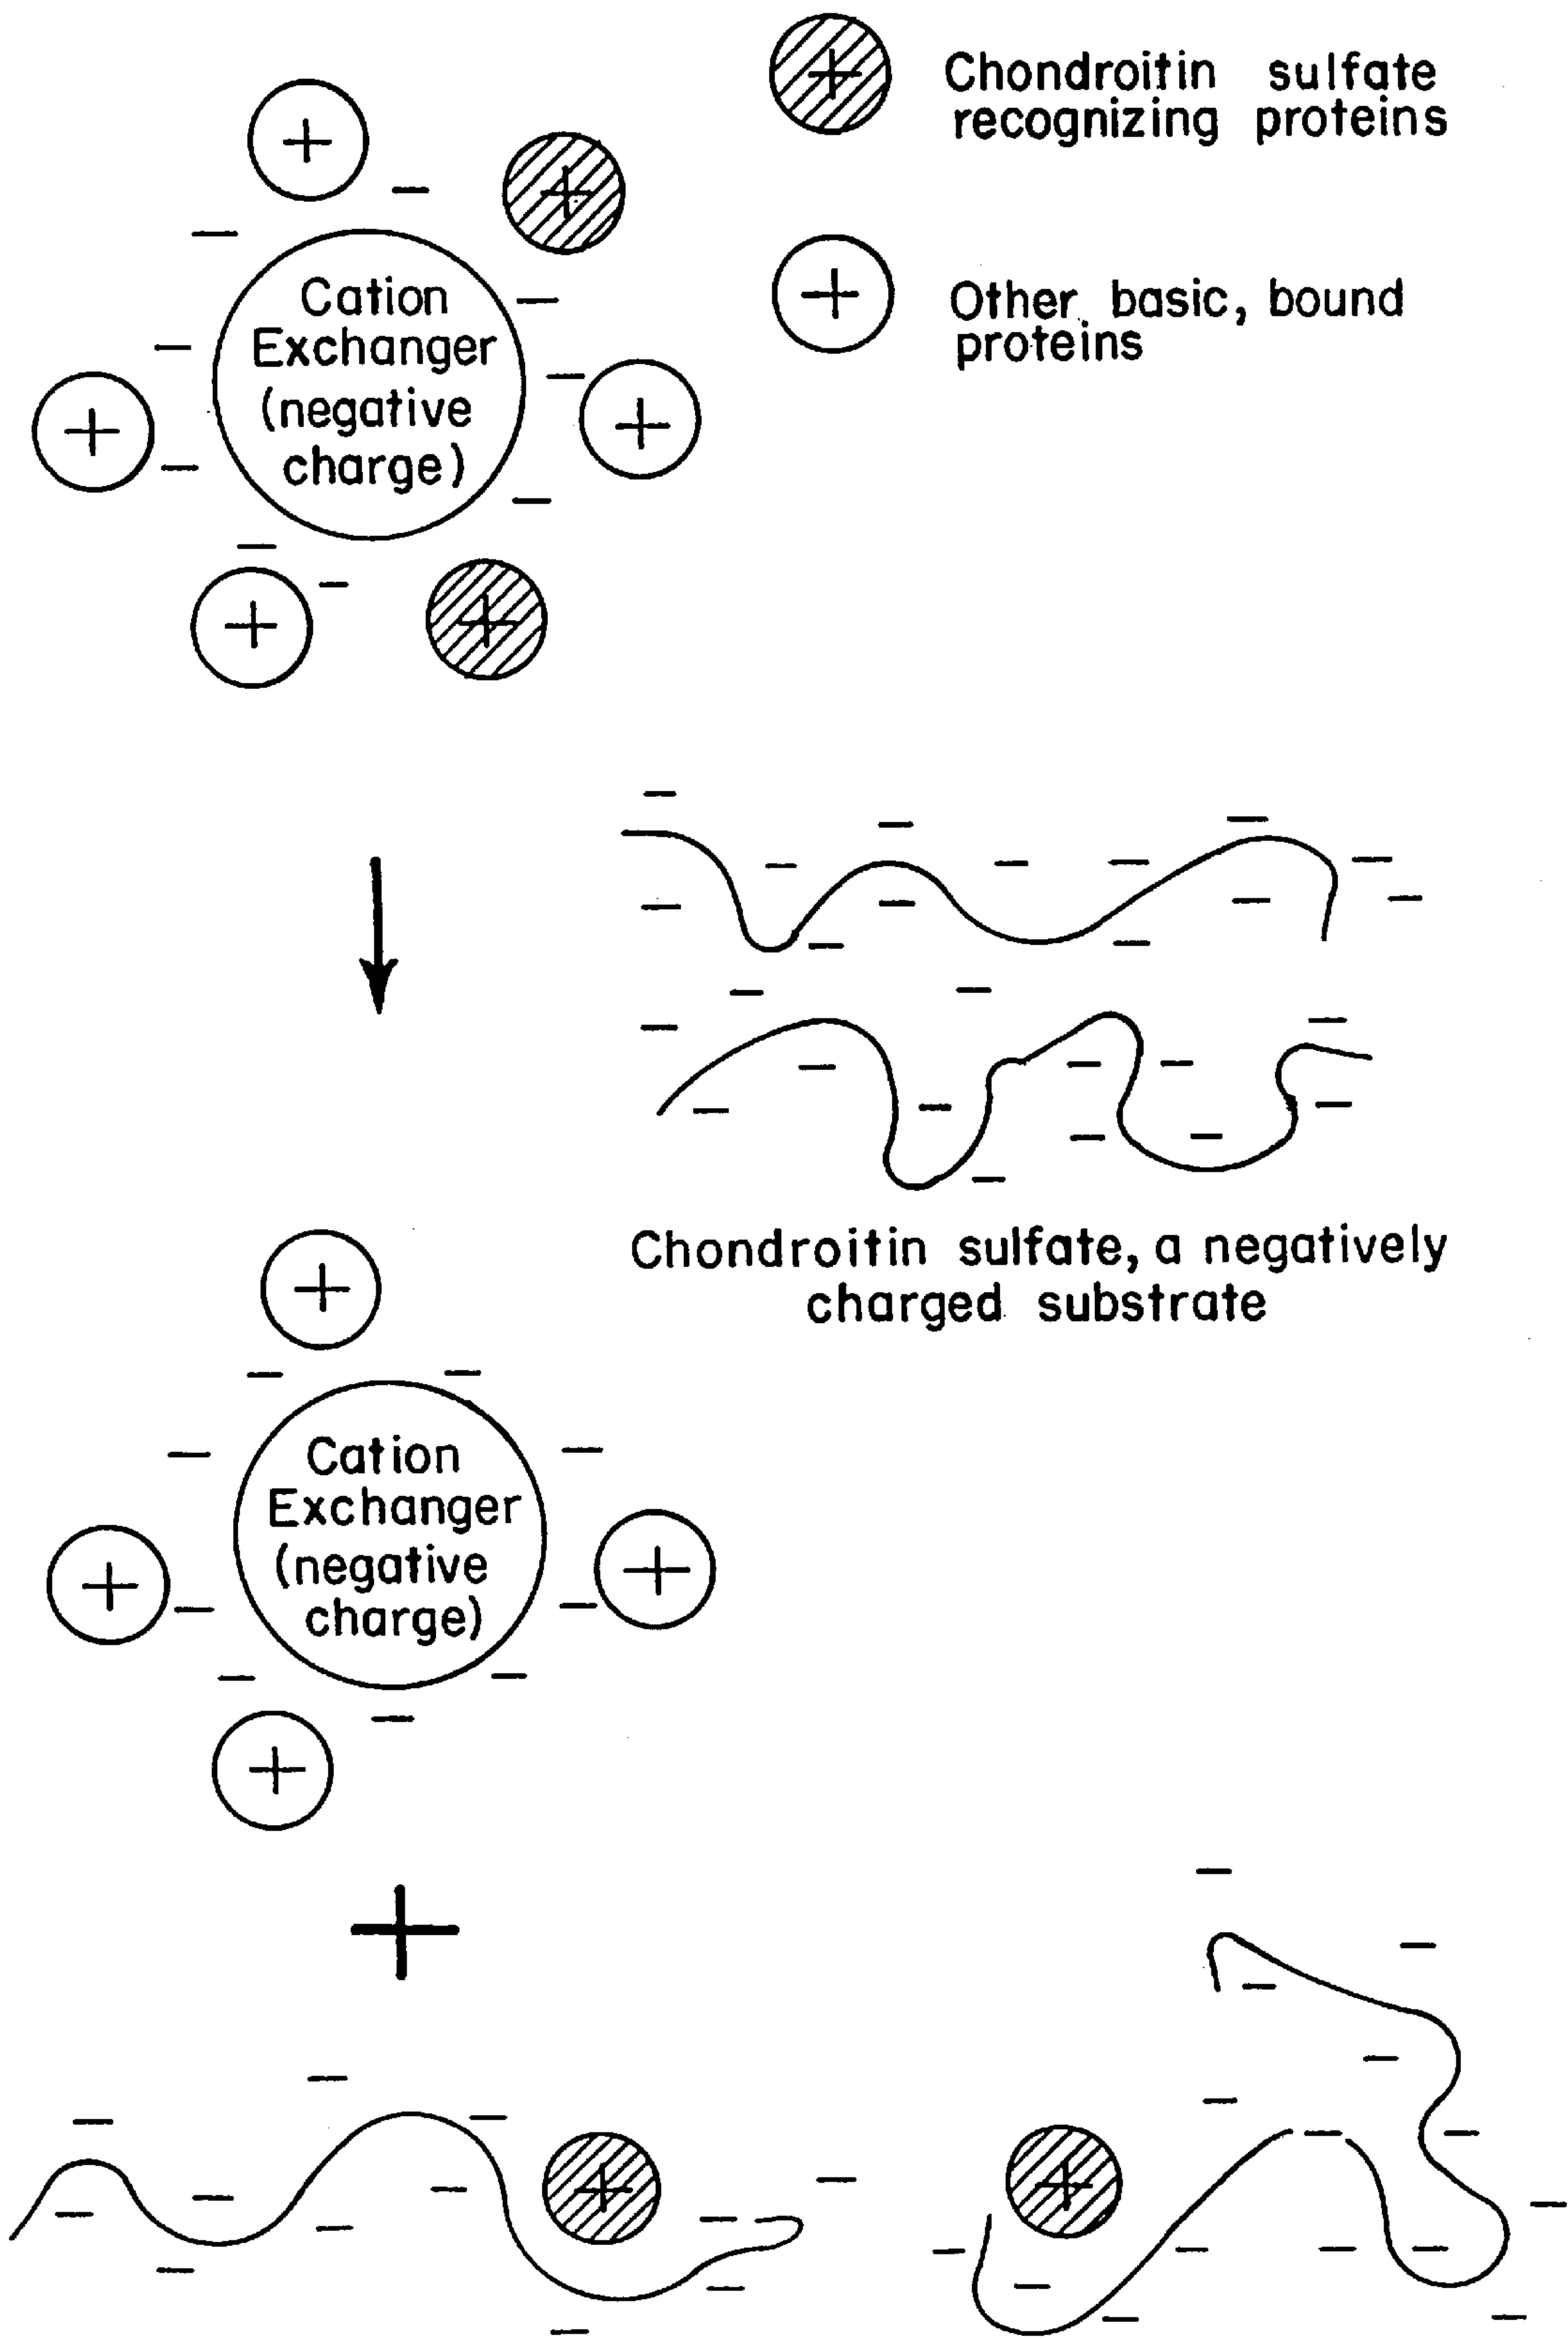 Chondroitin sulfate
recognizing proteins
+
+
+
Cation
Exchanger
(negative
charge)
Other basic, bound
proteins
+
+
+
+
+
Chondroitin sulfate, a negatively
charged substrate
+
Cation
Exchanger
(negative
charge)
+
+
+
+
+
+